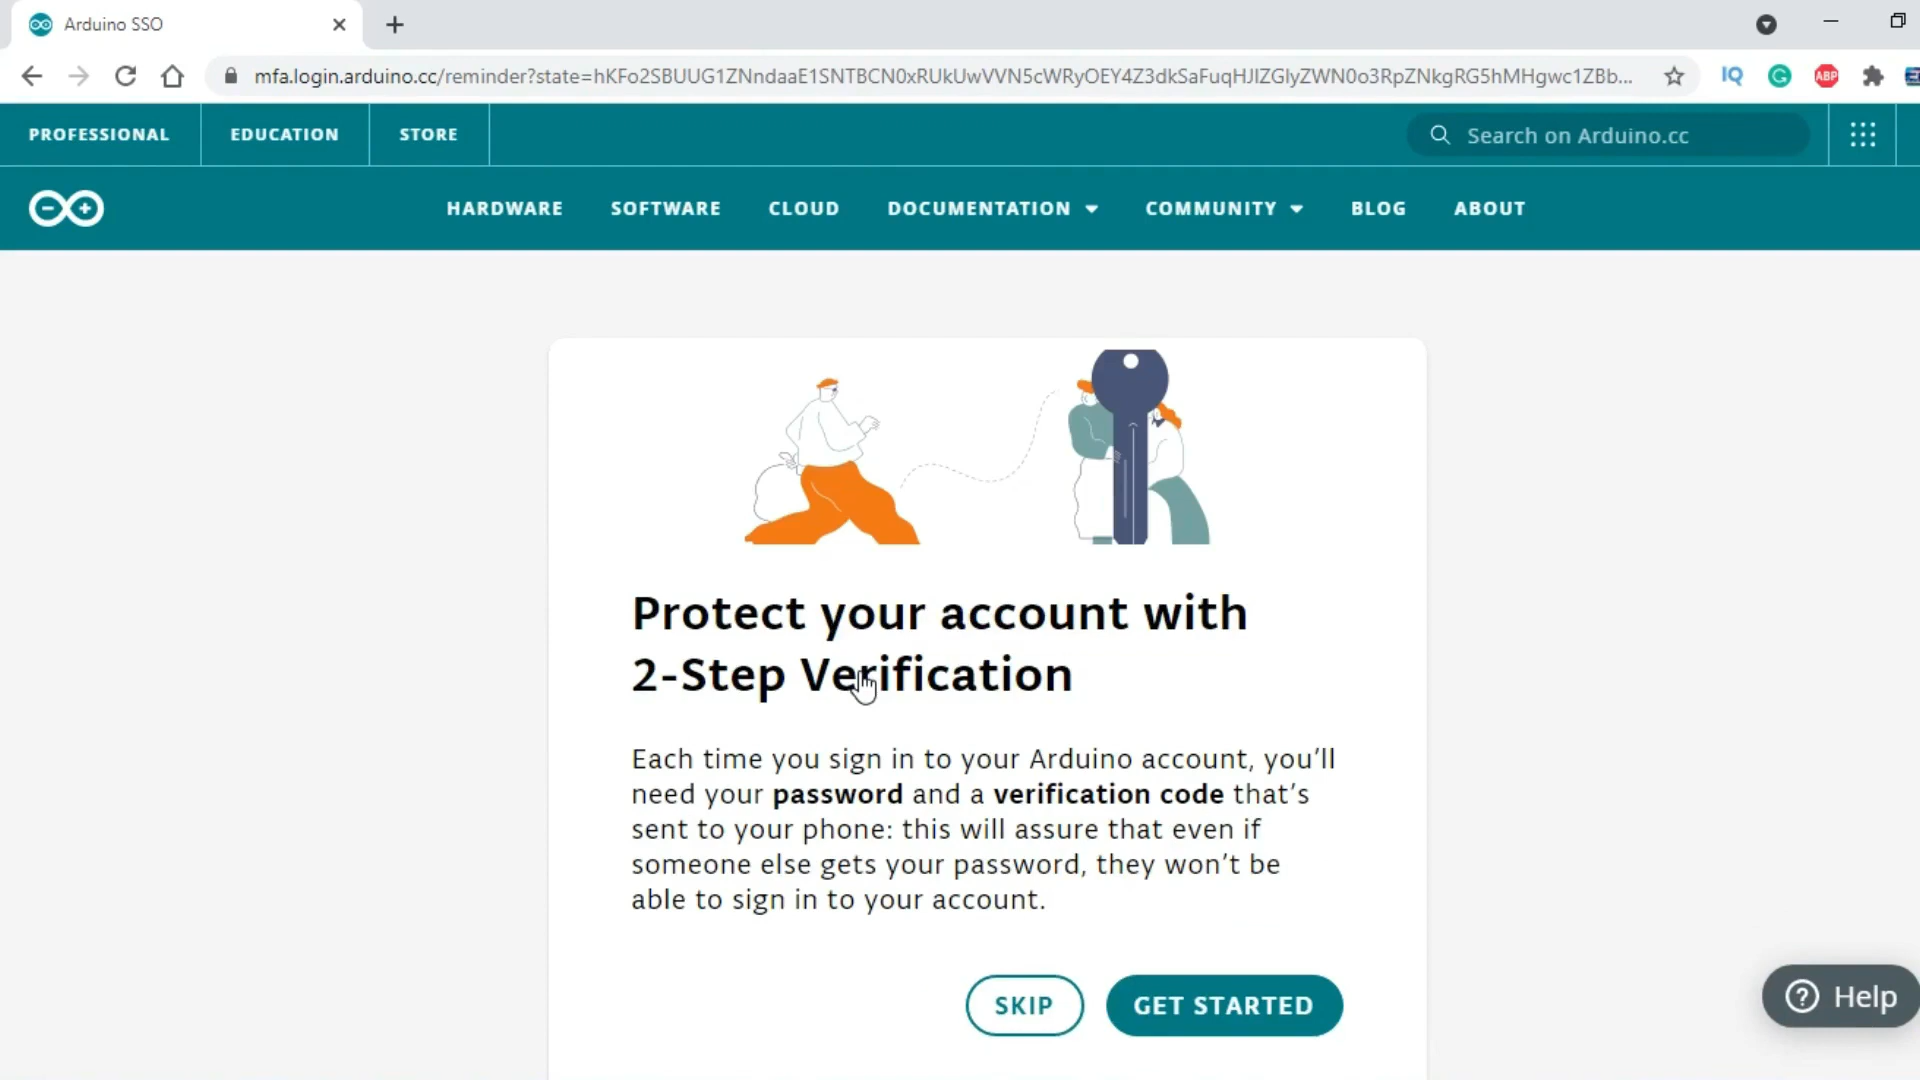 Arduino SSO
mfa.login.arduino.cc/reminder?state=hKFo2SBUUG1ZNndaaE1SNTBCN0xRUkUwVVN5cWRyOEY4Z3dkSaFuqHJlZGlyZWN0o3RpZNkgRG5hMHgwc1ZBb...
IQ
ABP
PROFESSIONAL
EDUCATION
STORE
Search on Arduino.cc
HARDWARE
SOFTWARE
CLOUD
DOCUMENTATION
COMMUNITY
BLOG
ABOUT
Protect your account with
2-Step Verification
Each time you sign in to your Arduino account, you’ll
need your password and a verification code that’s
sent to your phone: this will assure that even if
someone else gets your password, they won’t be
able to sign in to your account.
SKIP
GET STARTED
Help